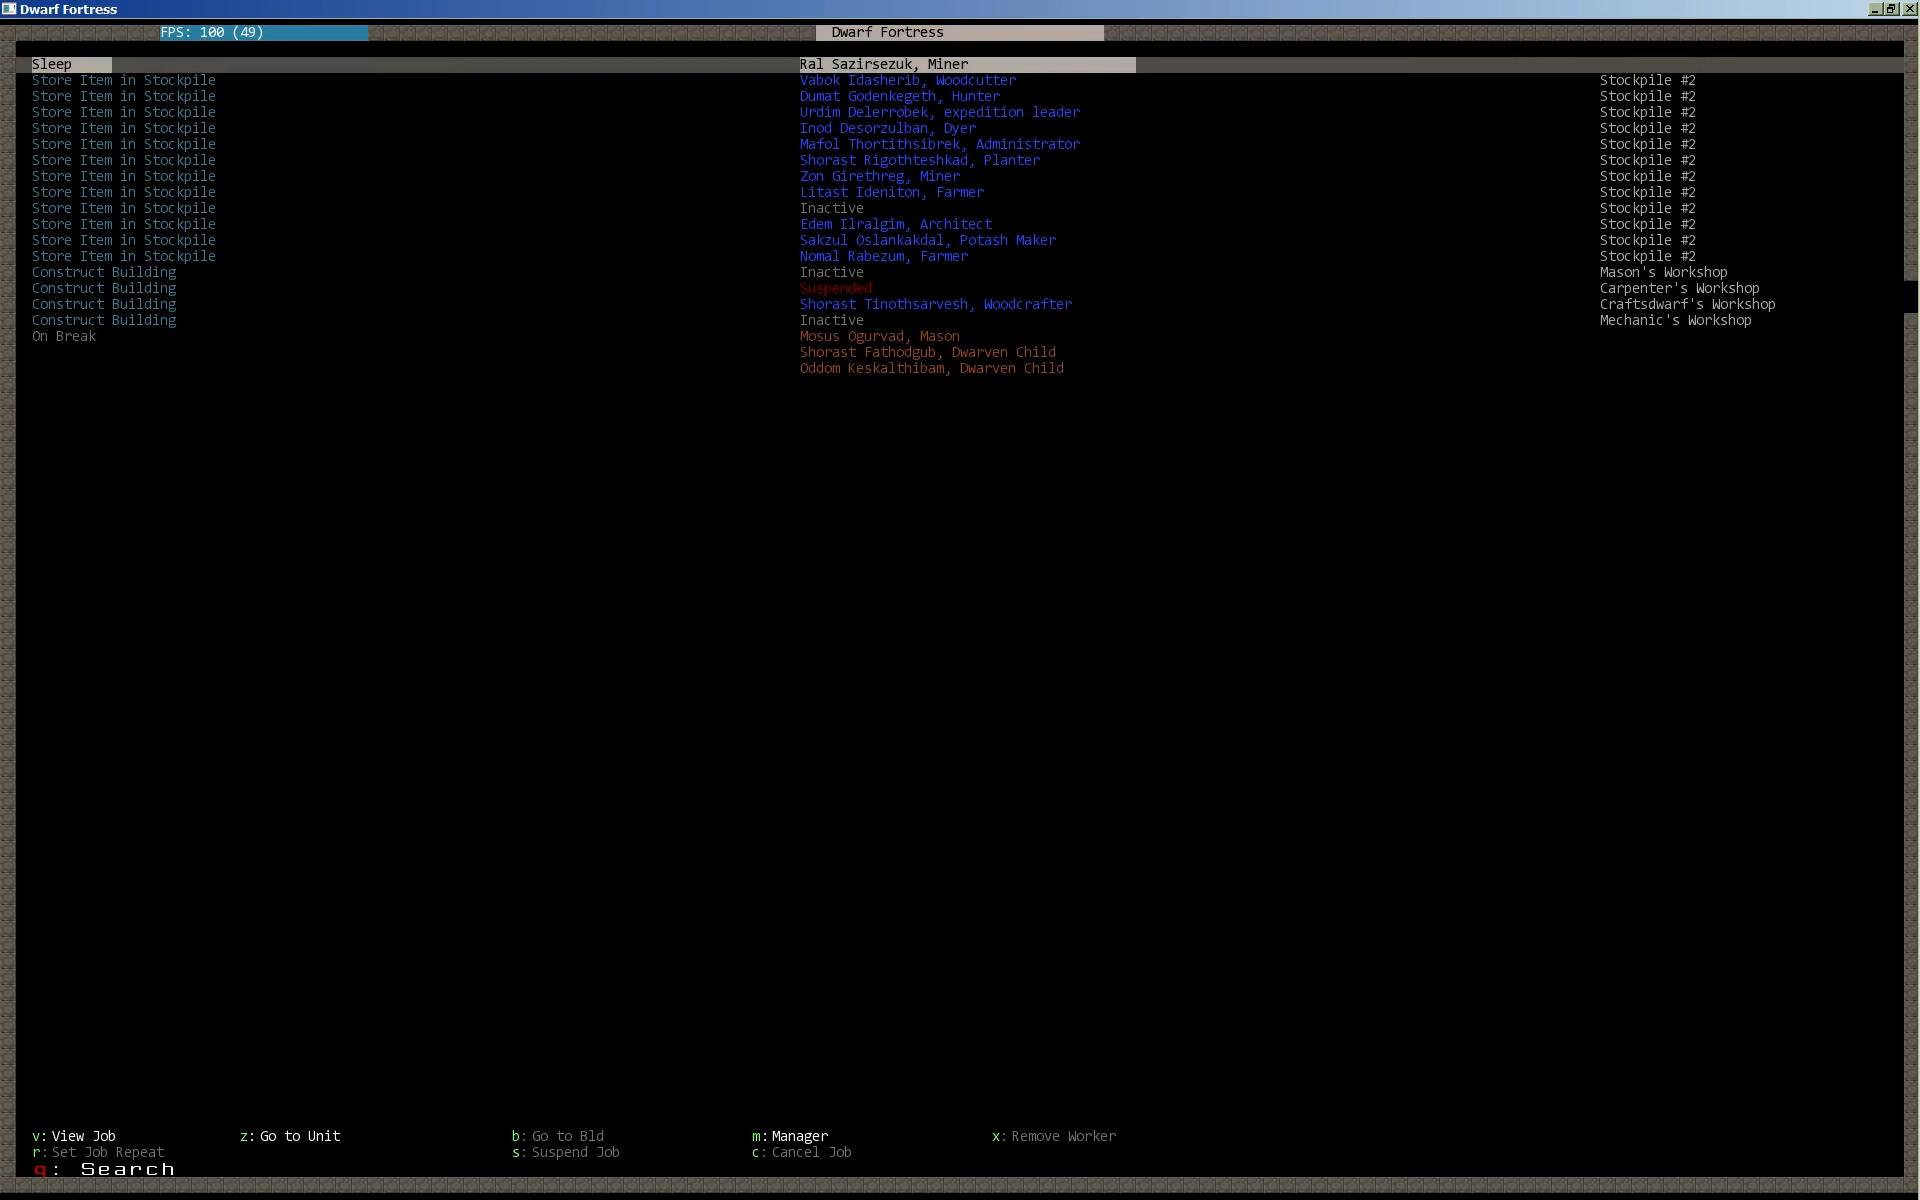 Dwarf Fortress
FPS: 100 (49) Dwarf Fortress
Sleep Ral Sazirsezuk, Miner
Store Item in Stockpile Vabok Idasherib, Woodcutter Stockpile #2
Store Item in Stockpile Dumat Godenkegeth, Hunter Stockpile #2
Store Item in Stockpile Urdim Delerrobek, expedition leader Stockpile #2
Store Item in Stockpile Inod Desorzulban, Dyer Stockpile #2
Store Item in Stockpile Mafol Thortithsibrek, Administrator Stockpile #2
Store Item in Stockpile Shorast Rigothteshkad, Planter Stockpile #2
Store Item in Stockpile Zon Girethreg, Miner Stockpile #2
Store Item in Stockpile Litast Ideniton, Farmer Stockpile #2
Store Item in Stockpile Inactive Stockpile #2
Store Item in Stockpile Edem Ilralgim, Architect Stockpile #2
Store Item in Stockpile Sakzul Oslankakdal, Potash Maker Stockpile #2
Store Item in Stockpile Nomal Rabezum, Farmer Stockpile #2
Construct Building Inactive Mason's Workshop
Construct Building Suspended Carpenter's Workshop
Construct Building Shorast Tinothsarvesh, Woodcrafter Craftsdwarf's Workshop
Construct Building Inactive Mechanic's Workshop
On Break Mosus Ogurvad, Mason
Shorast Fathodgub, Dwarven Child
Oddom Keskalthibam, Dwarven Child
v: View Job z: Go to Unit b: Go to Bld m: Manager x: Remove Worker
r: Set Job Repeat s: Suspend Job c: Cancel Job
q: Search